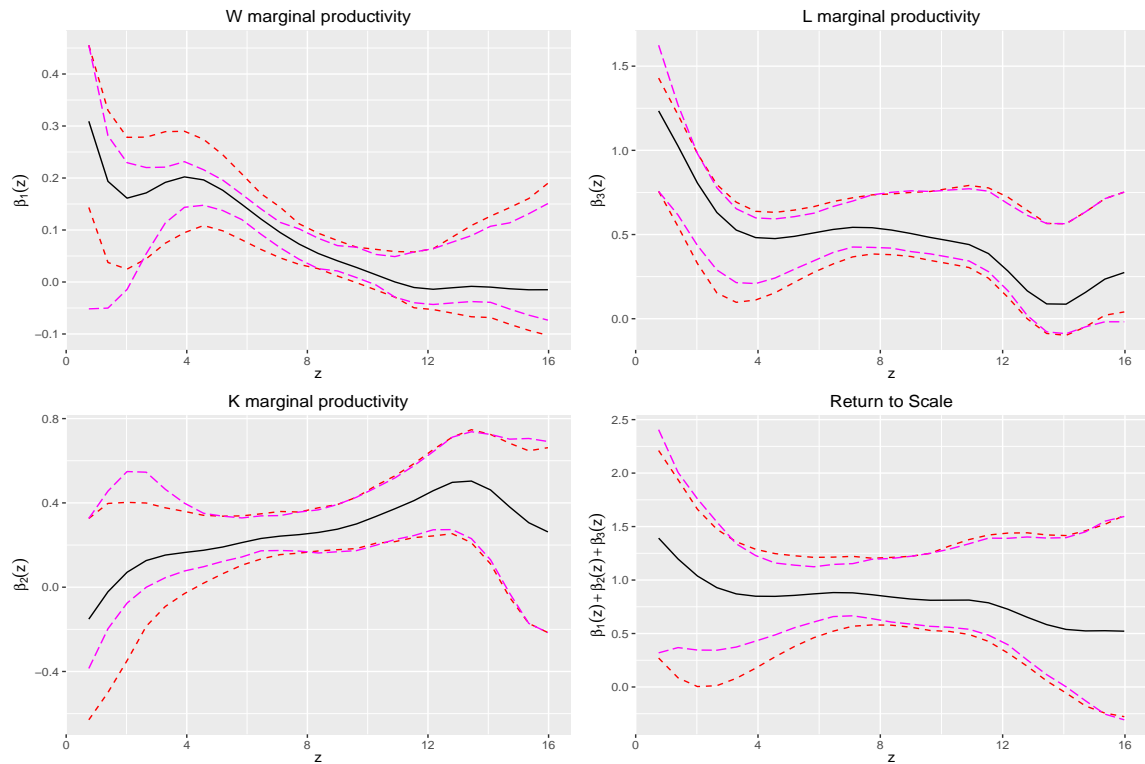 W marginal productivity
β₁(z)
0.4
0.3
0.2
0.1
0.0
−0.1
0 4 8 12 16
z
L marginal productivity
β₃(z)
1.5
1.0
0.5
0.0
0 4 8 12 16
z
K marginal productivity
β₂(z)
0.8
0.4
0.0
−0.4
0 4 8 12 16
z
Return to Scale
β₁(z) + β₂(z) + β₃(z)
2.5
2.0
1.5
1.0
0.5
0.0
0 4 8 12 16
z